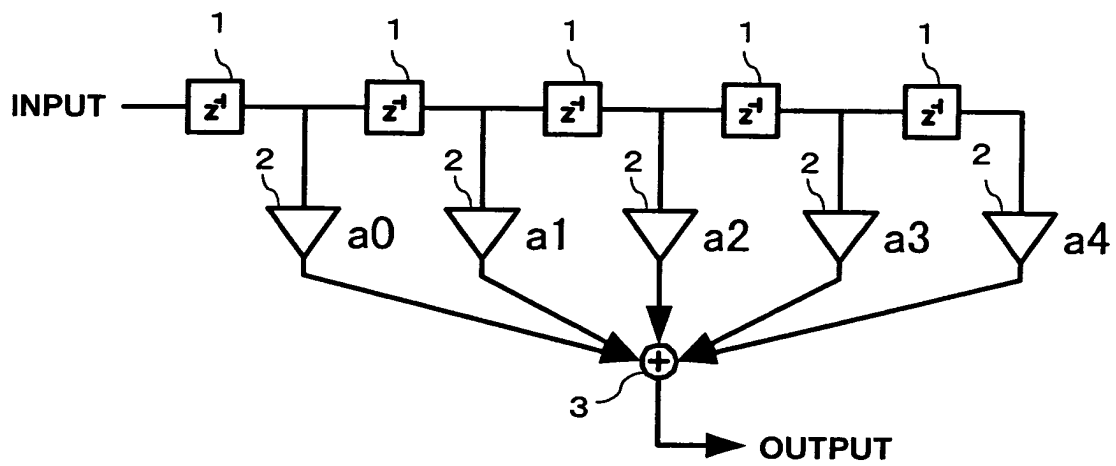 1 1 1 1 1
INPUT z⁻¹ z⁻¹ z⁻¹ z⁻¹ z⁻¹
2 2 2 2 2
a0 a1 a2 a3 a4
+
3
OUTPUT